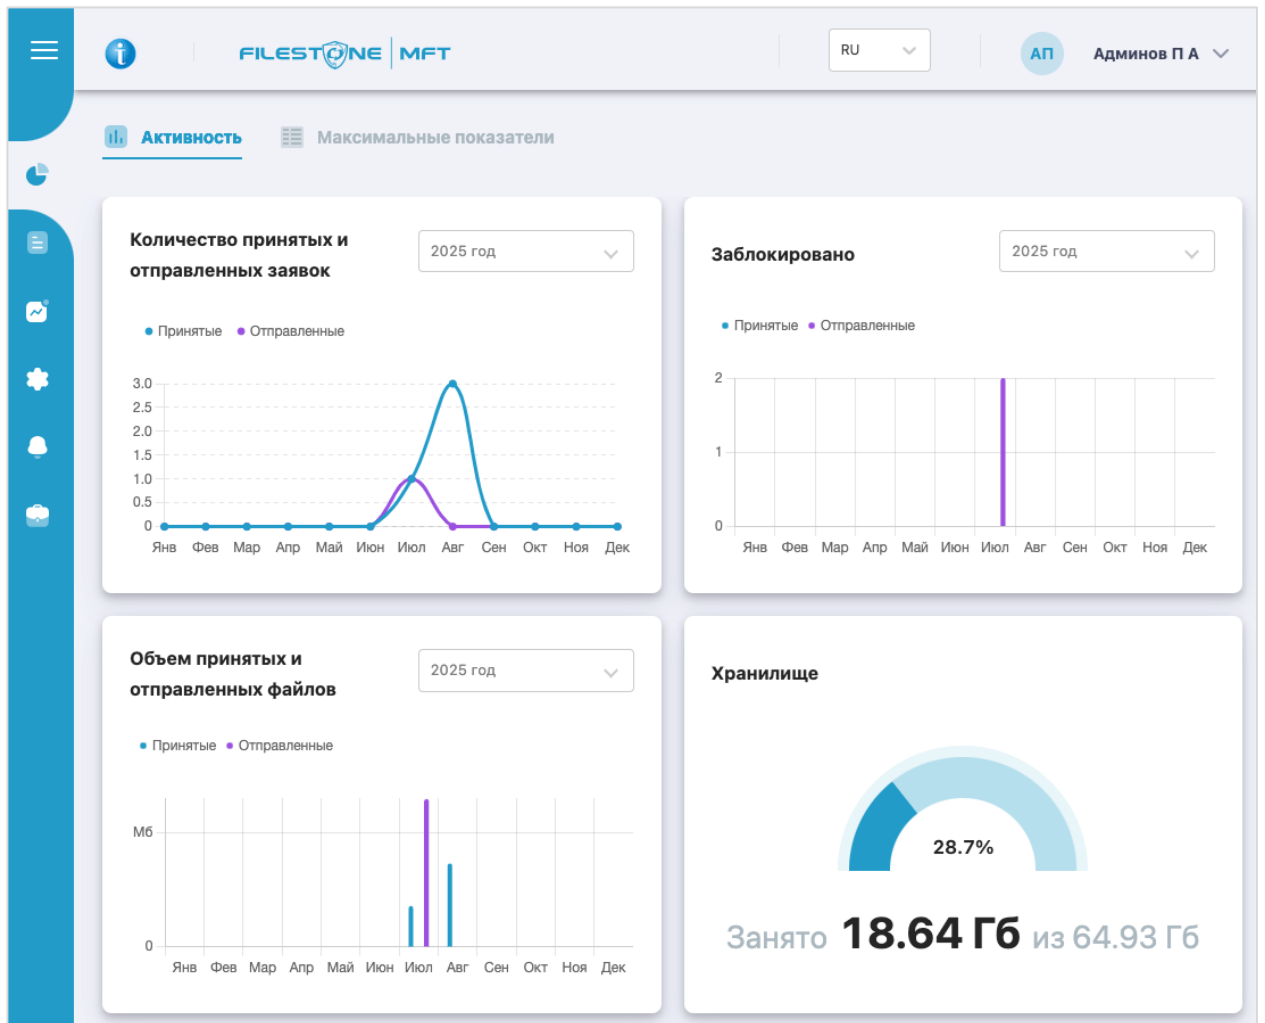 FILESTONE | MFT
RU
АП
Админов П А
Активность
Максимальные показатели
Количество принятых и
отправленных заявок
2025 год
Принятые Отправленные
3.0
2.5
2.0
1.5
1.0
0.5
0
Янв Фев Мар Апр Май Июн Июл Авг Сен Окт Ноя Дек
Заблокировано
2025 год
Принятые Отправленные
2
1
0
Янв Фев Мар Апр Май Июн Июл Авг Сен Окт Ноя Дек
Объем принятых и
отправленных файлов
2025 год
Принятые Отправленные
Мб
0
Янв Фев Мар Апр Май Июн Июл Авг Сен Окт Ноя Дек
Хранилище
28.7%
Занято 18.64 Гб из 64.93 Гб